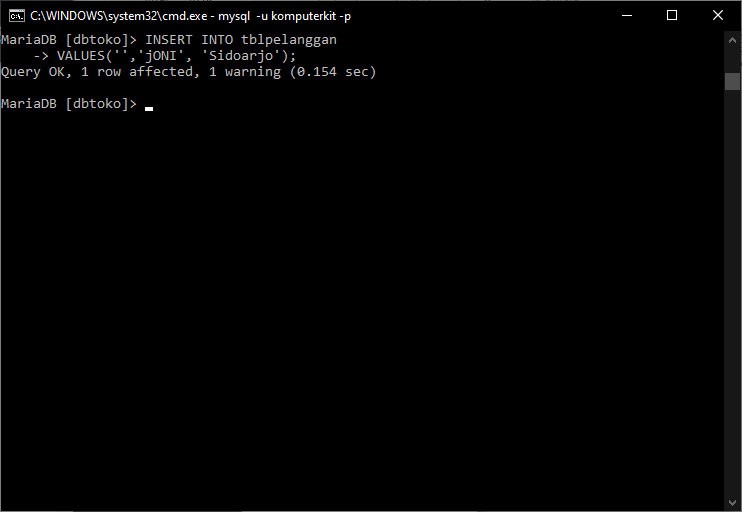 C:\WINDOWS\system32\cmd.exe - mysql  -u komputerkit -p
MariaDB [dbtoko]> INSERT INTO tblpelanggan
    -> VALUES('','jONI', 'Sidoarjo');
Query OK, 1 row affected, 1 warning (0.154 sec)
MariaDB [dbtoko]>